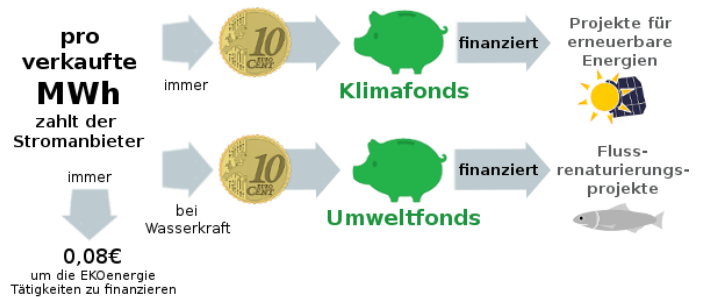 pro
verkaufte
MWh
zahlt der
Stromanbieter
immer
10
EURO
CENT
Klimafonds
finanziert
Projekte für
erneuerbare
Energien
bei
Wasserkraft
10
EURO
CENT
Umweltfonds
finanziert
Fluss-
renaturierungs-
projekte
immer
0,08€
um die EKOenergie
Tätigkeiten zu finanzieren